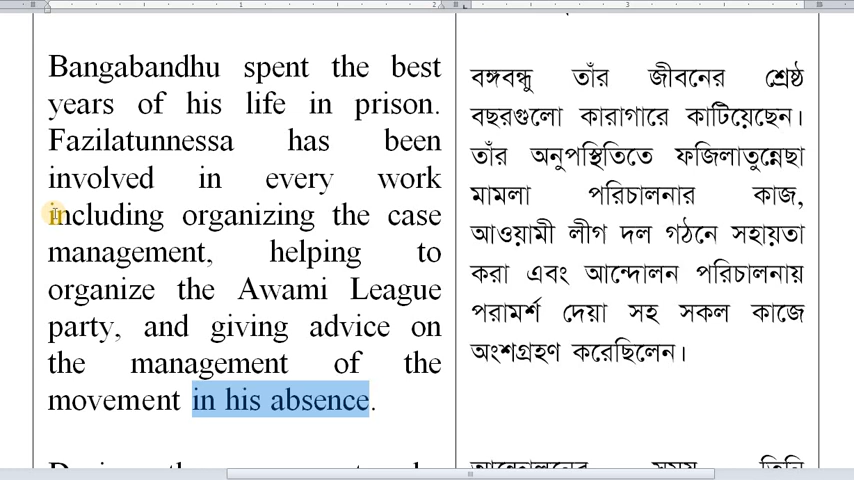 Bangabandhu spent the best
years of his life in prison.
Fazilatunnessa has been
involved in every work
including organizing the case
management, helping to
organize the Awami League
party, and giving advice on
the management of the
movement in his absence.
বঙ্গবন্ধু তাঁর জীবনের শ্রেষ্ঠ
বছরগুলো কারাগারে কাটিয়েছেন।
তাঁর অনুপস্থিতিতে ফজিলাতুন্নেছা
মামলা পরিচালনার কাজ,
আওয়ামী লীগ দল গঠনে সহায়তা
করা এবং আন্দোলন পরিচালনায়
পরামর্শ দেয়া সহ সকল কাজে
অংশগ্রহণ করেছিলেন।
আন্দোলনের সময় তিনি